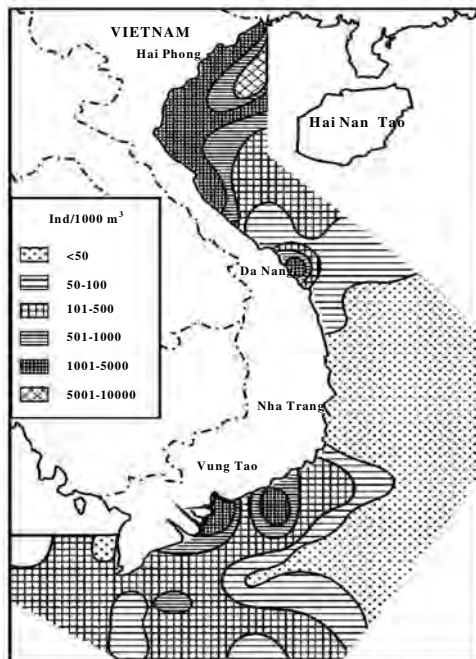 VIETNAM
Hai Phong
Hai Nan Tao
Ind/1000 m³
<50
50-100
101-500
501-1000
1001-5000
5001-10000
Da Nang
Nha Trang
Vung Tao